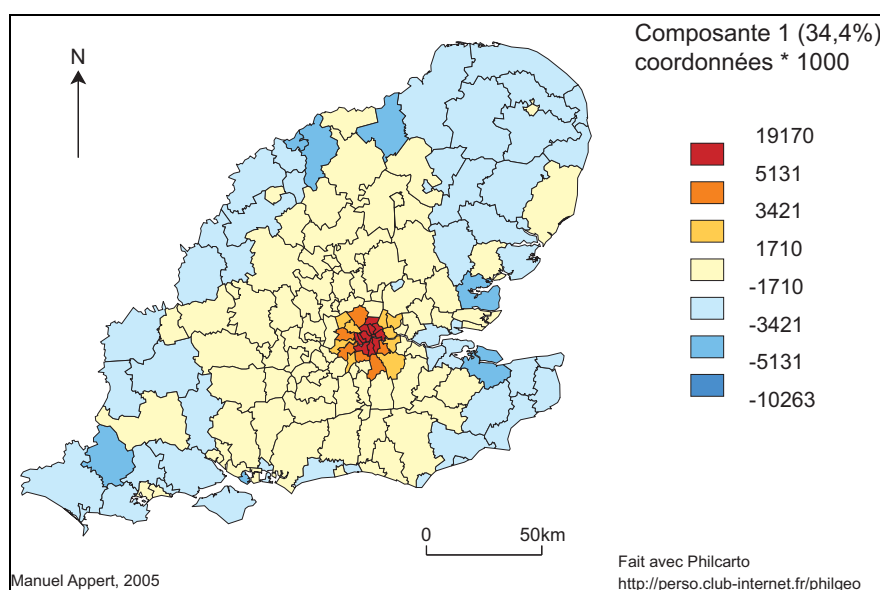 Composante 1 (34,4%)
coordonnées * 1000
N
19170
5131
3421
1710
-1710
-3421
-5131
-10263
0 50km
Manuel Appert, 2005
Fait avec Philcarto
http://perso.club-internet.fr/philgeo